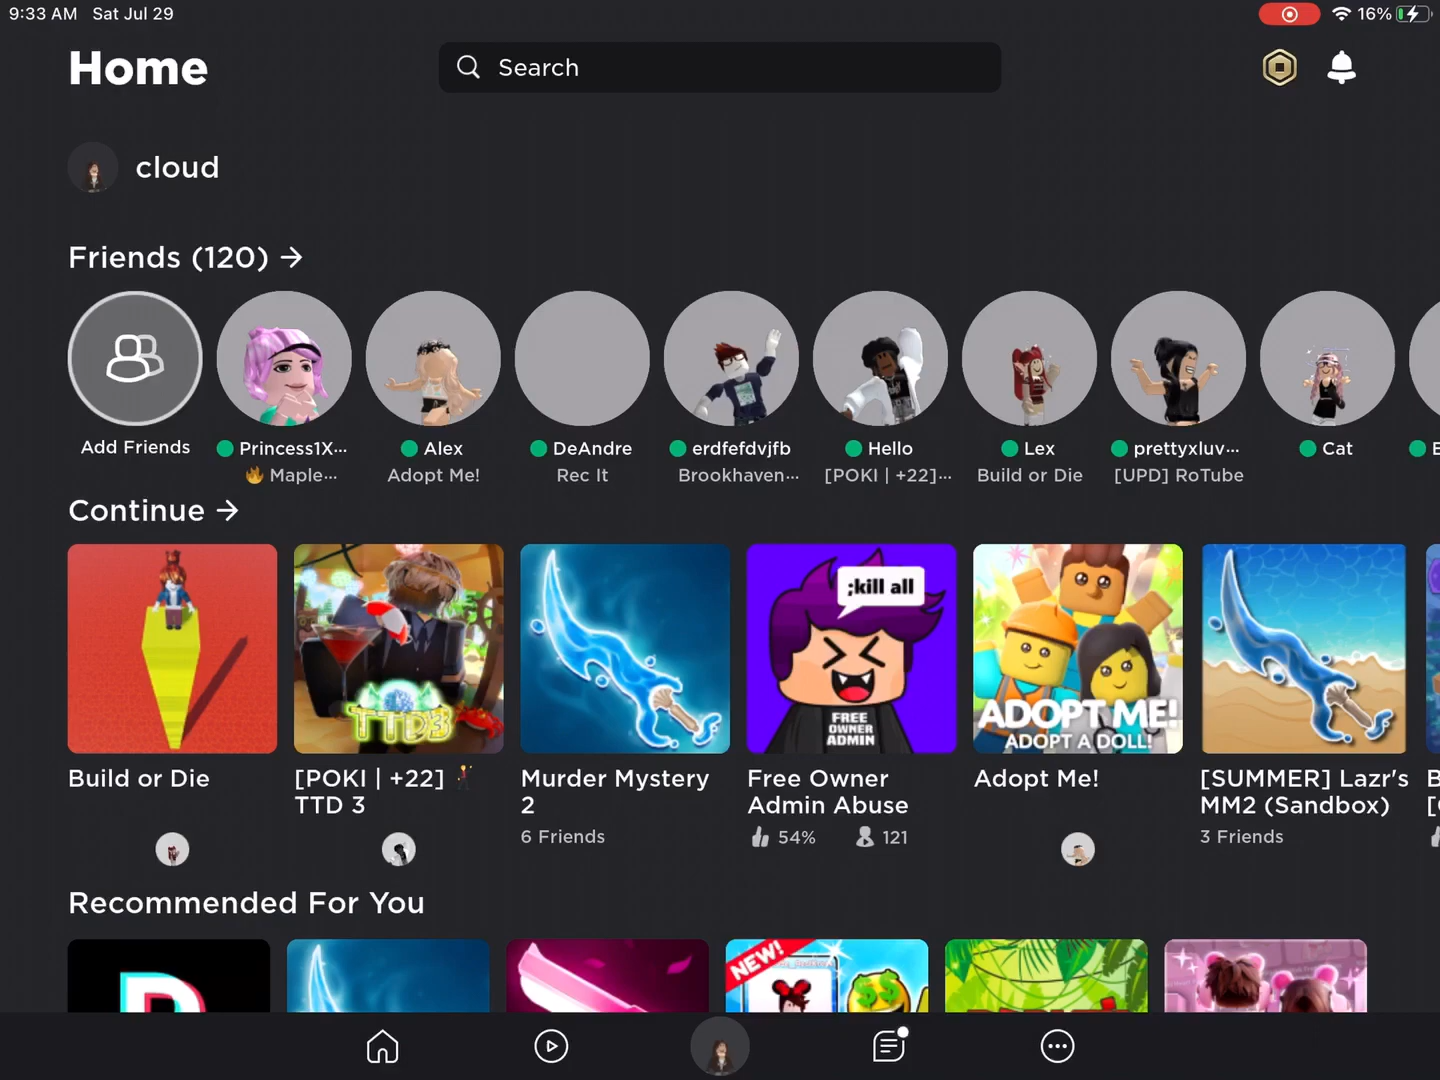 9:33 AM Sat Jul 29
16%
Home
Search
cloud
Friends (120)
Add Friends
Princess1X...
Alex
DeAndre
erdfefdvjfb
Hello
Lex
prettyxluv...
Cat
🔥 Maple...
Adopt Me!
Rec It
Brookhaven...
[POKI | +22]...
Build or Die
[UPD] RoTube
Continue
TTD3
;kill all
FREE
OWNER
ADMIN
ADOPT ME!
ADOPT A DOLL!
Build or Die
[POKI | +22] 🕺
TTD 3
Murder Mystery
2
6 Friends
Free Owner
Admin Abuse
54% 121
Adopt Me!
[SUMMER] Lazr's
MM2 (Sandbox)
3 Friends
Recommended For You
NEW!